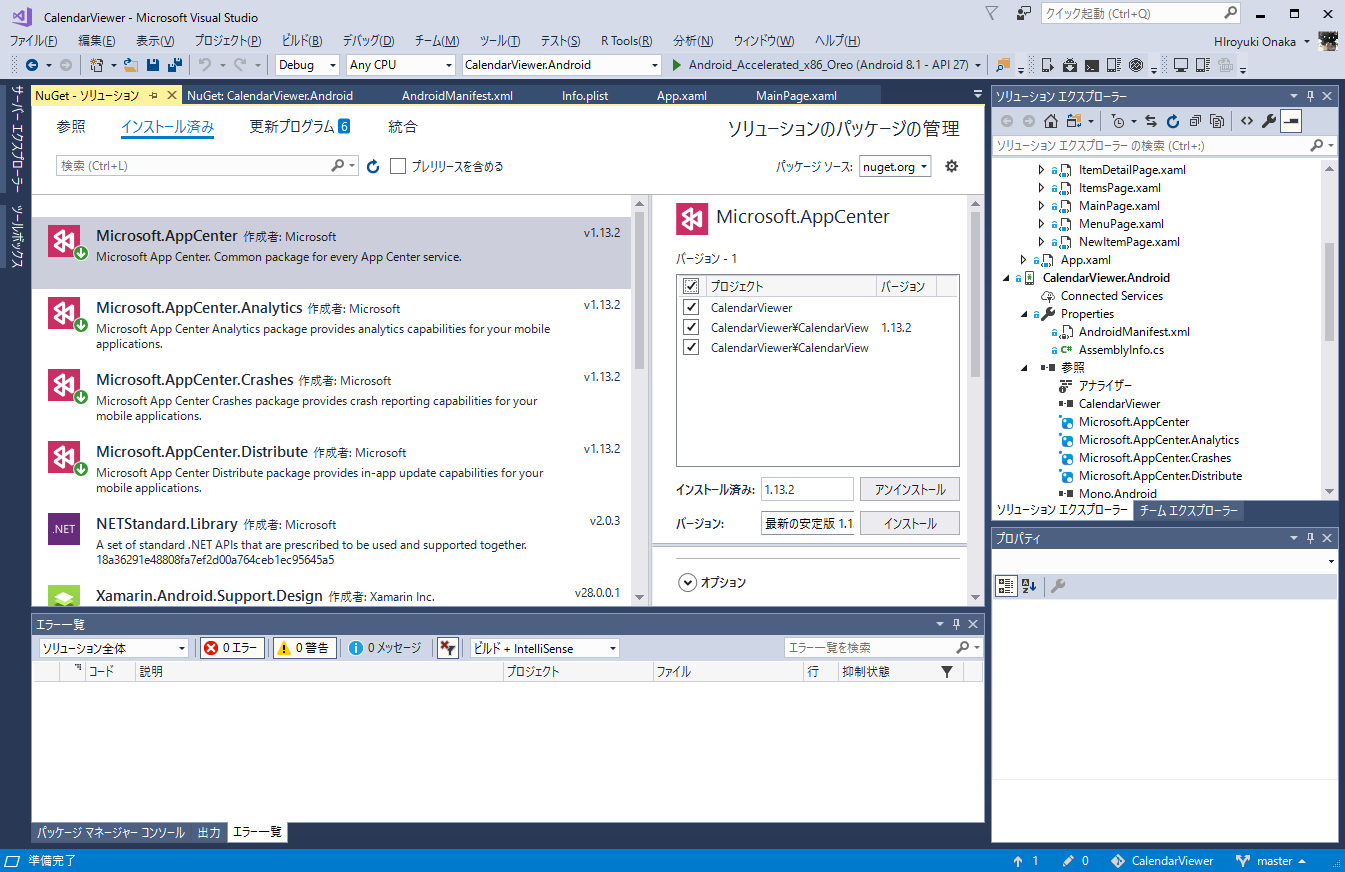 CalendarViewer - Microsoft Visual Studio
クイック起動 (Ctrl+Q)
ファイル(F) 編集(E) 表示(V) プロジェクト(P) ビルド(B) デバッグ(D) チーム(M) ツール(T) テスト(S) R Tools(R) 分析(N) ウィンドウ(W) ヘルプ(H)
HIroyuki Onaka
Debug Any CPU CalendarViewer.Android Android_Accelerated_x86_Oreo (Android 8.1 - API 27)
サーバー エクスプローラー
ツールボックス
NuGet - ソリューション NuGet: CalendarViewer.Android AndroidManifest.xml Info.plist App.xaml MainPage.xaml
参照 インストール済み 更新プログラム 6 統合
ソリューションのパッケージの管理
検索 (Ctrl+L)
プレリリースを含める
パッケージ ソース: nuget.org
Microsoft.AppCenter 作成者: Microsoft v1.13.2
Microsoft App Center. Common package for every App Center service.
Microsoft.AppCenter.Analytics 作成者: Microsoft v1.13.2
Microsoft App Center Analytics package provides analytics capabilities for your mobile
applications.
Microsoft.AppCenter.Crashes 作成者: Microsoft v1.13.2
Microsoft App Center Crashes package provides crash reporting capabilities for your
mobile applications.
Microsoft.AppCenter.Distribute 作成者: Microsoft v1.13.2
Microsoft App Center Distribute package provides in-app update capabilities for your
mobile applications.
.NET
NETStandard.Library 作成者: Microsoft v2.0.3
A set of standard .NET APIs that are prescribed to be used and supported together.
18a36291e48808fa7ef2d00a764ceb1ec95645a5
Xamarin.Android.Support.Design 作成者: Xamarin Inc. v28.0.0.1
Microsoft.AppCenter
バージョン - 1
プロジェクト バージョン
CalendarViewer
CalendarViewer¥CalendarView 1.13.2
CalendarViewer¥CalendarView
インストール済み: 1.13.2 アンインストール
バージョン: 最新の安定版 1.1 インストール
オプション
ソリューション エクスプローラー
ソリューション エクスプローラー の検索 (Ctrl+:)
ItemDetailPage.xaml
ItemsPage.xaml
MainPage.xaml
MenuPage.xaml
NewItemPage.xaml
App.xaml
CalendarViewer.Android
Connected Services
Properties
AndroidManifest.xml
C# AssemblyInfo.cs
参照
アナライザー
CalendarViewer
Microsoft.AppCenter
Microsoft.AppCenter.Analytics
Microsoft.AppCenter.Crashes
Microsoft.AppCenter.Distribute
Mono.Android
ソリューション エクスプローラー チーム エクスプローラー
プロパティ
エラー一覧
ソリューション全体 0 エラー 0 警告 0 メッセージ ビルド + IntelliSense エラー一覧を検索
コード 説明 プロジェクト ファイル 行 抑制状態
パッケージ マネージャー コンソール 出力 エラー一覧
準備完了 1 0 CalendarViewer master